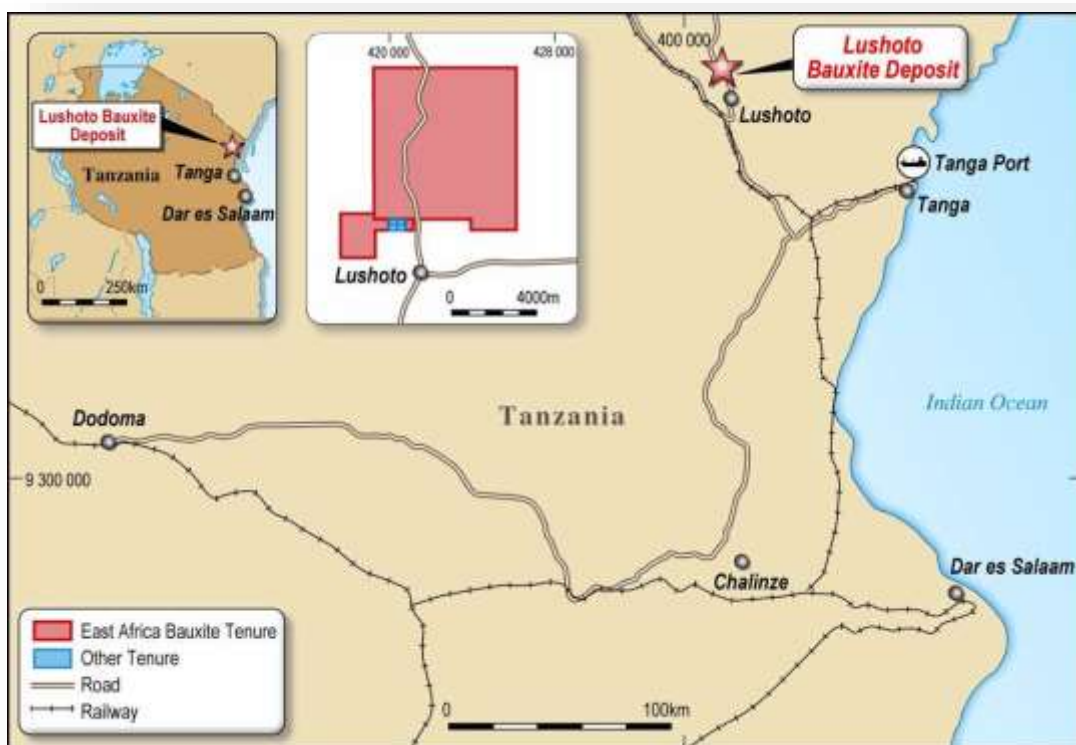 Lushoto Bauxite
Deposit
Tanzania
Tanga
Dar es Salaam
0 250km
420 000
428 000
Lushoto
0 4000m
400 000
Lushoto
Bauxite Deposit
Lushoto
Tanga Port
Tanga
Tanzania
Indian Ocean
Dodoma
9 300 000
Chalinze
Dar es Salaam
East Africa Bauxite Tenure
Other Tenure
Road
Railway
0 100km